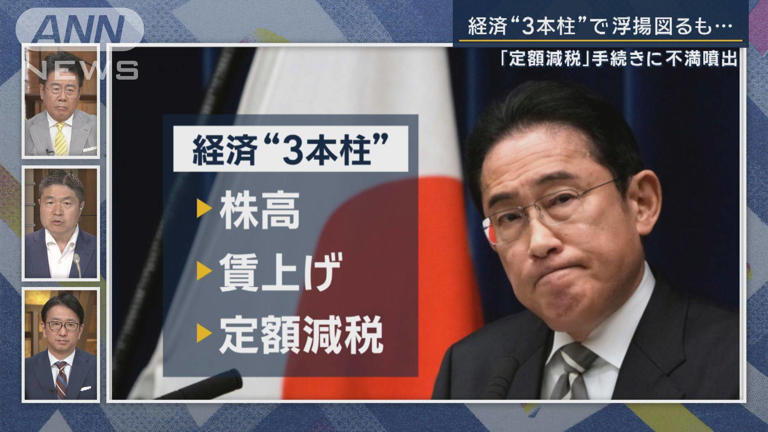 ANN
NEWS
経済“3本柱”で浮揚図るも…
「定額減税」手続きに不満噴出
経済“3本柱”
▶株高
▶賃上げ
▶定額減税